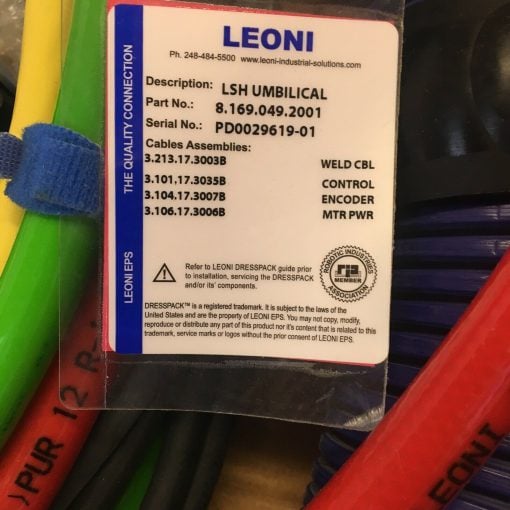 LEONI
Ph. 248-484-5500 www.leoni-industrial-solutions.com
Description: LSH UMBILICAL
Part No.: 8.169.049.2001
Serial No.: PD0029619-01
Cables Assemblies:
3.213.17.3003B WELD CBL
3.101.17.3035B CONTROL
3.104.17.3007B ENCODER
3.106.17.3006B MTR PWR
Refer to LEONI DRESSPACK guide prior
to installation, servicing the DRESSPACK
and/or its' components.
ROBOTIC INDUSTRIES
ria
MEMBER
ASSOCIATION
DRESSPACK™ is a registered trademark. It is subject to the laws of the
United States and are the property of LEONI EPS. You may not copy, modify,
reproduce or distribute any part of this product nor it's content that is related to this
trademark, service marks or logos without the prior consent of LEONI EPS.
LEONI EPS THE QUALITY CONNECTION
) PUR 12 R-
EONI